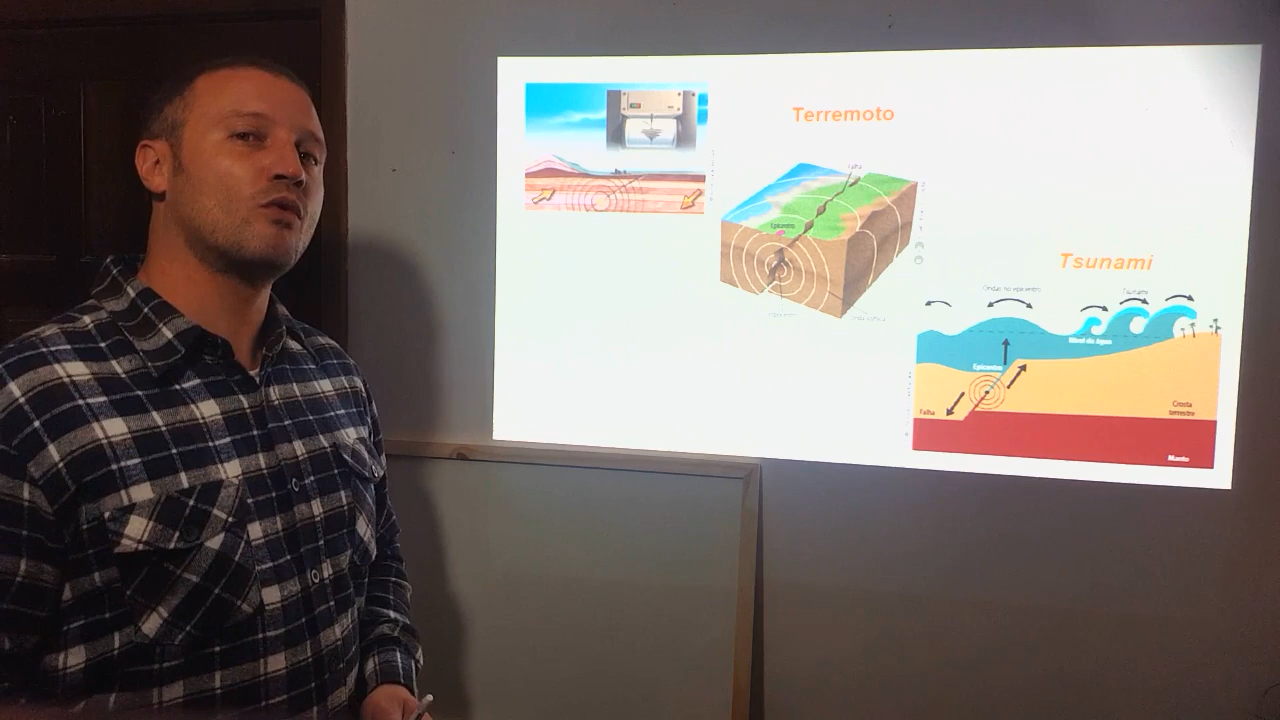 Terremoto
Falha
Epicentro
Tsunami
Ondas no epicentro
Tsunami
Nível da água
Epicentro
Falha
Crosta
terrestre
Manto